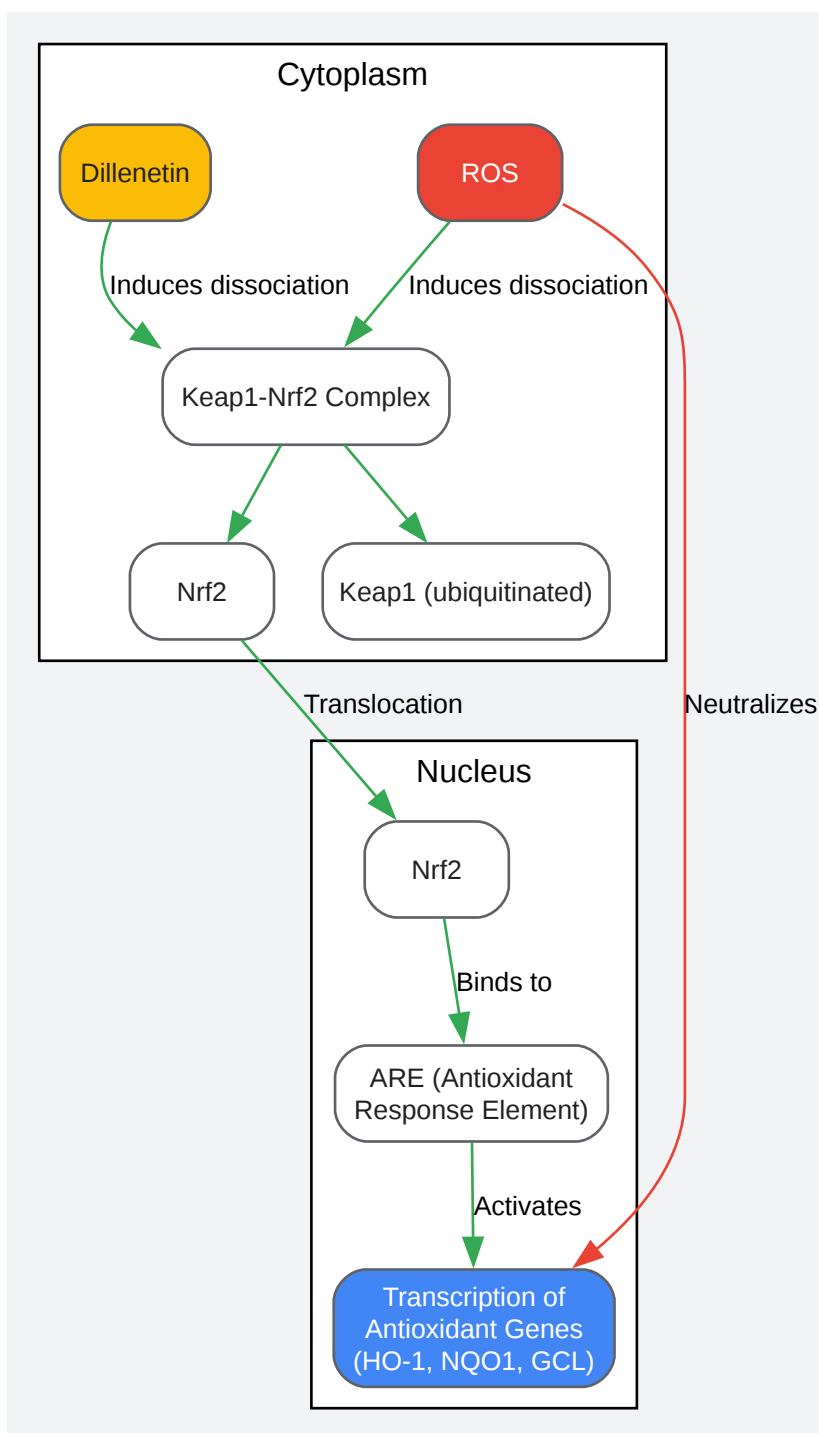 Cytoplasm
Dillenetin
ROS
Induces dissociation
Induces dissociation
Keap1-Nrf2 Complex
Nrf2
Keap1 (ubiquitinated)
Translocation
Neutralizes
Nucleus
Nrf2
Binds to
ARE (Antioxidant
Response Element)
Activates
Transcription of
Antioxidant Genes
(HO-1, NQO1, GCL)